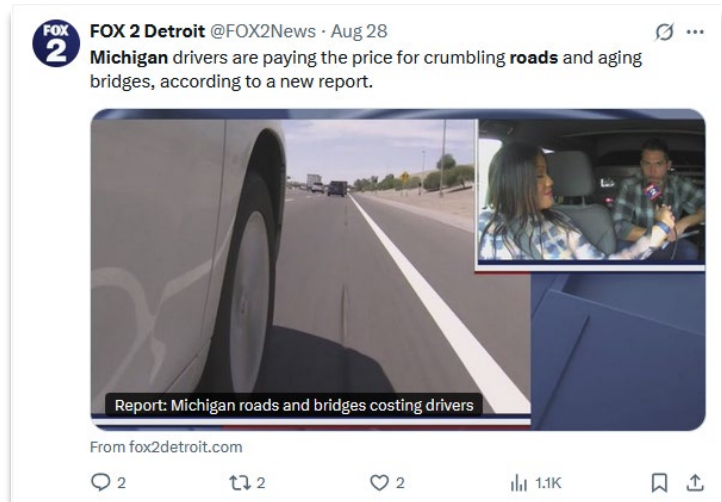 FOX
2
FOX 2 Detroit @FOX2News · Aug 28
Michigan drivers are paying the price for crumbling roads and aging
bridges, according to a new report.
Report: Michigan roads and bridges costing drivers
From fox2detroit.com
2 2 2 1.1K